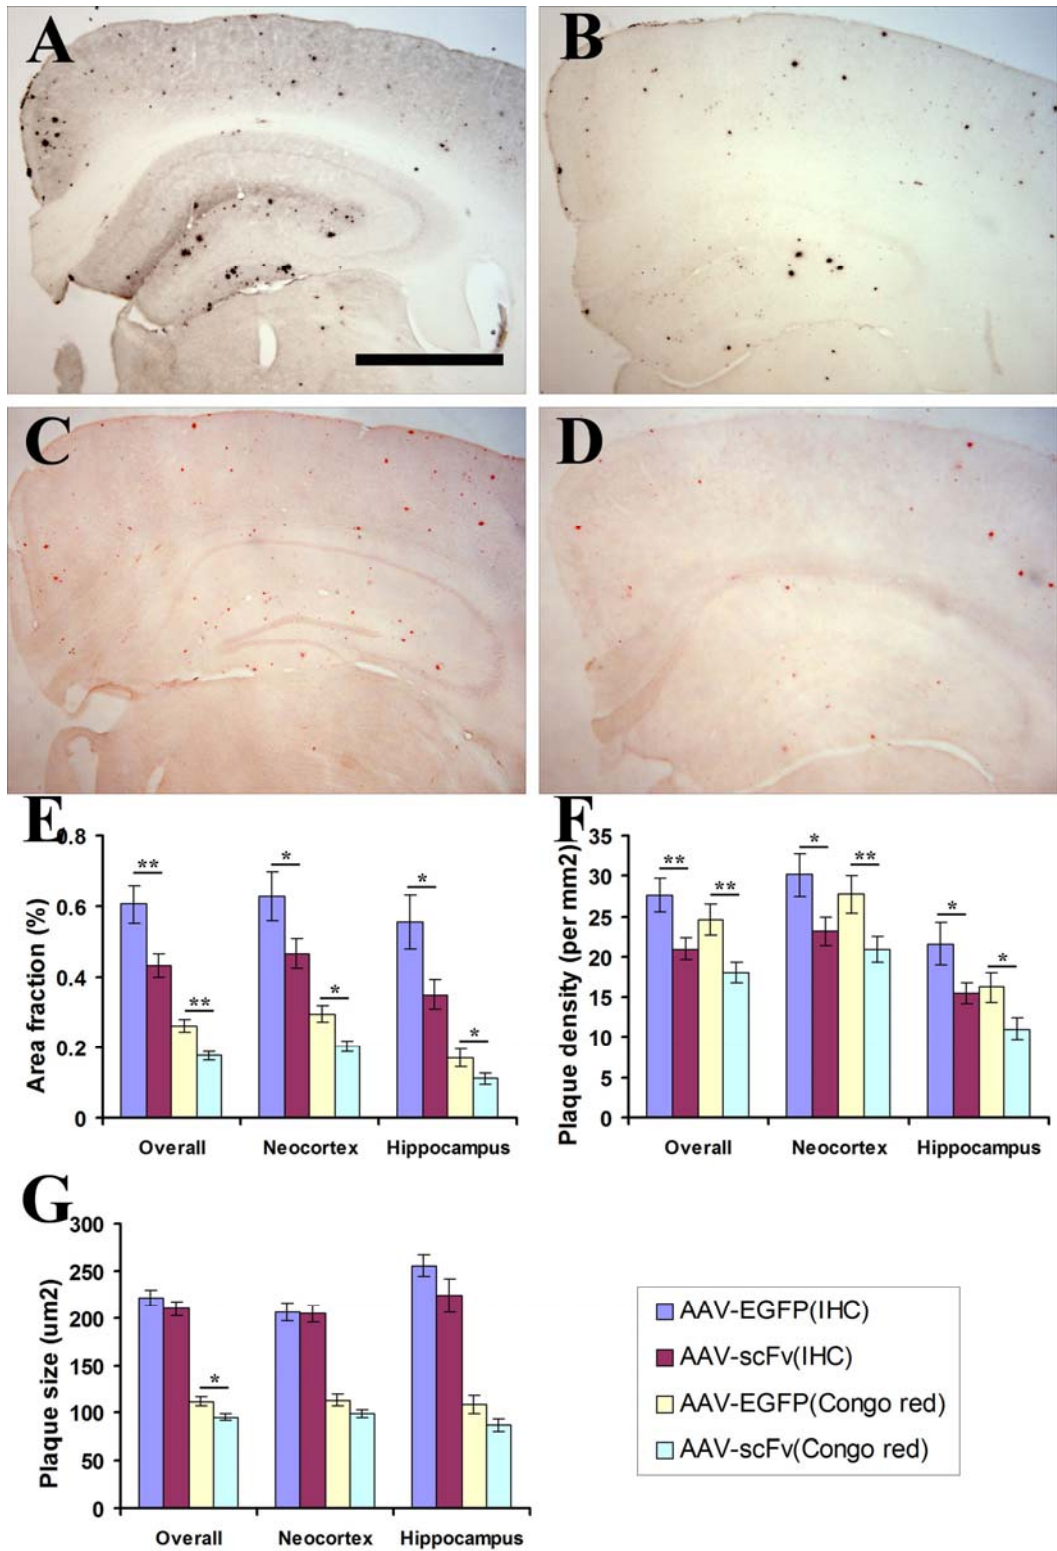 A
B
C
D
E
Area fraction (%)
0.8
0.6
0.4
0.2
0
**
**
*
*
*
*
Overall
Neocortex
Hippocampus
F
Plaque density (per mm2)
35
30
25
20
15
10
5
0
**
**
*
**
*
*
Overall
Neocortex
Hippocampus
G
Plaque size (um2)
300
250
200
150
100
50
0
*
Overall
Neocortex
Hippocampus
AAV-EGFP(IHC)
AAV-scFv(IHC)
AAV-EGFP(Congo red)
AAV-scFv(Congo red)